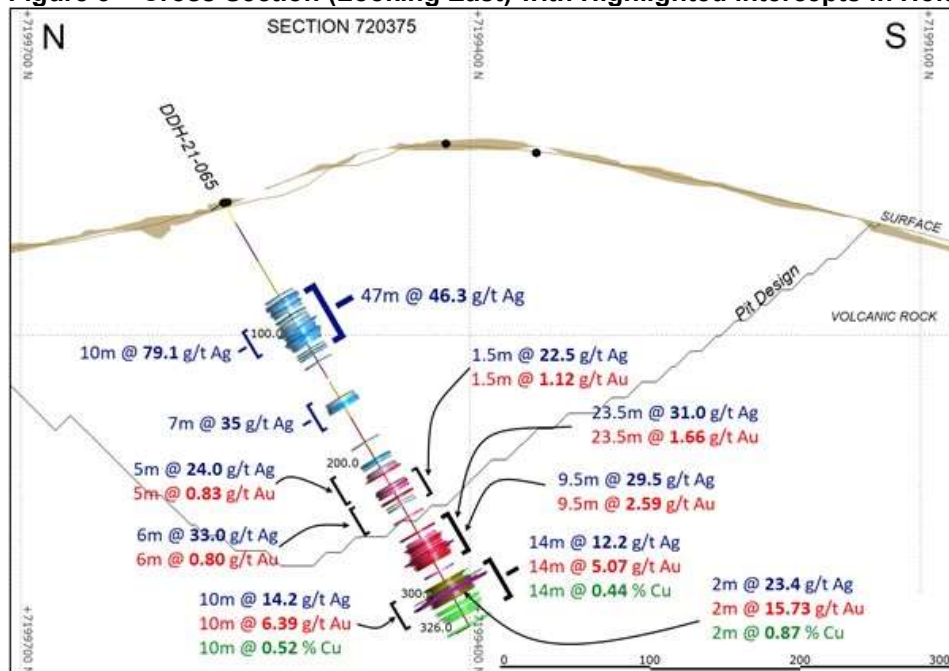 +7199700 N
N
SECTION 720375
+7199400 N
S
+7199100 N
DDH-21-065
SURFACE
Pit Design
VOLCANIC ROCK
47m @ 46.3 g/t Ag
100.0
10m @ 79.1 g/t Ag
1.5m @ 22.5 g/t Ag
1.5m @ 1.12 g/t Au
7m @ 35 g/t Ag
23.5m @ 31.0 g/t Ag
23.5m @ 1.66 g/t Au
200.0
5m @ 24.0 g/t Ag
5m @ 0.83 g/t Au
9.5m @ 29.5 g/t Ag
9.5m @ 2.59 g/t Au
6m @ 33.0 g/t Ag
6m @ 0.80 g/t Au
14m @ 12.2 g/t Ag
14m @ 5.07 g/t Au
14m @ 0.44 % Cu
300.
10m @ 14.2 g/t Ag
10m @ 6.39 g/t Au
10m @ 0.52 % Cu
326.0
2m @ 23.4 g/t Ag
2m @ 15.73 g/t Au
2m @ 0.87 % Cu
+7199700 N
+7199400 N
0 100 200 300